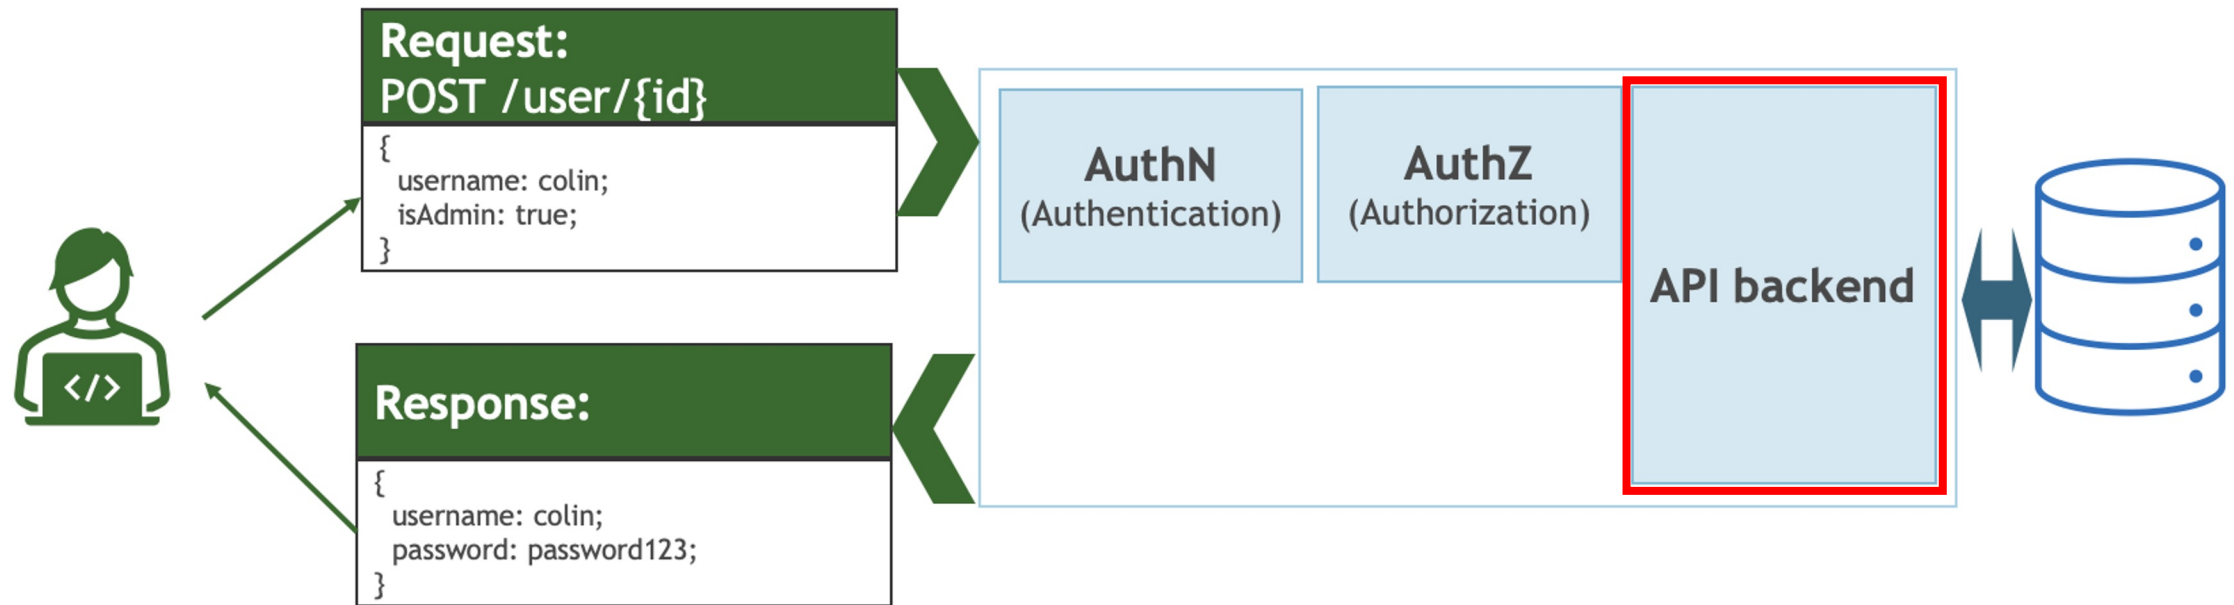 Request:
POST /user/{id}
{
username: colin;
isAdmin: true;
}
AuthN
(Authentication)
AuthZ
(Authorization)
API backend
</>
Response:
{
username: colin;
password: password123;
}